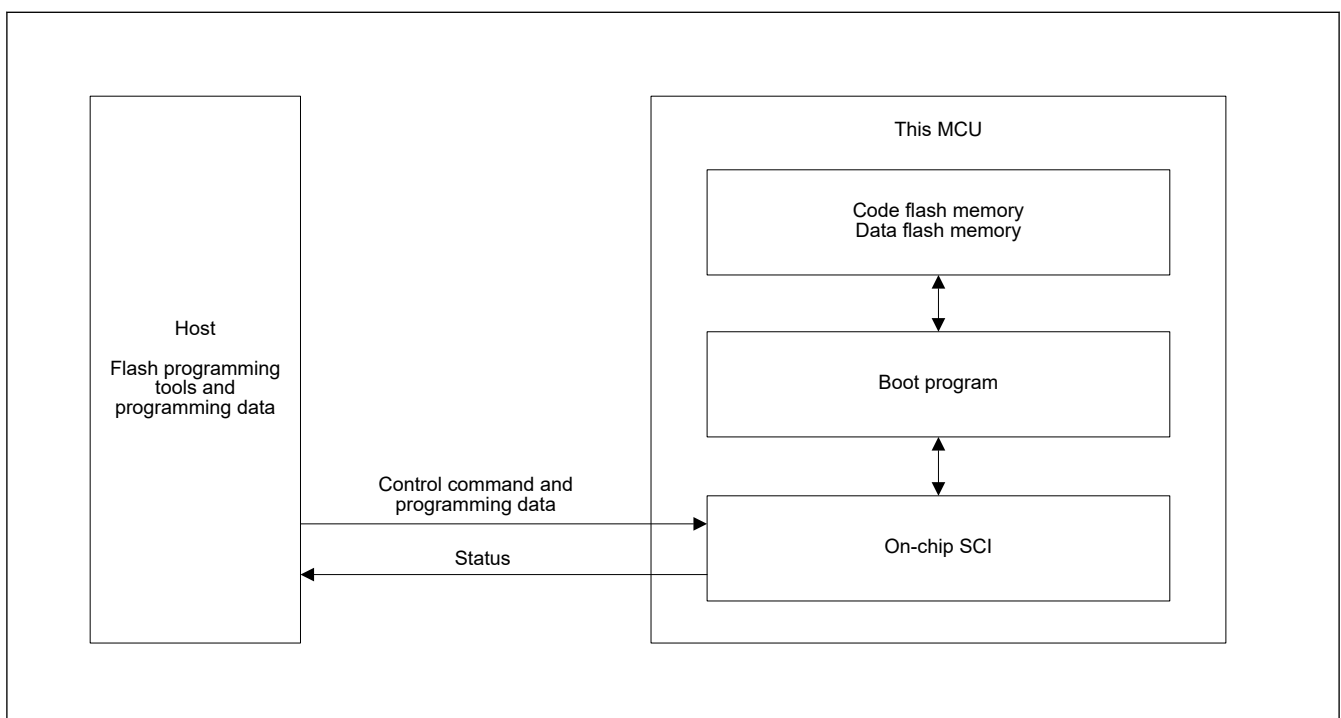 This MCU
Code flash memory
Data flash memory
Host
Flash programming
tools and
programming data
Boot program
Control command and
programming data
On-chip SCI
Status